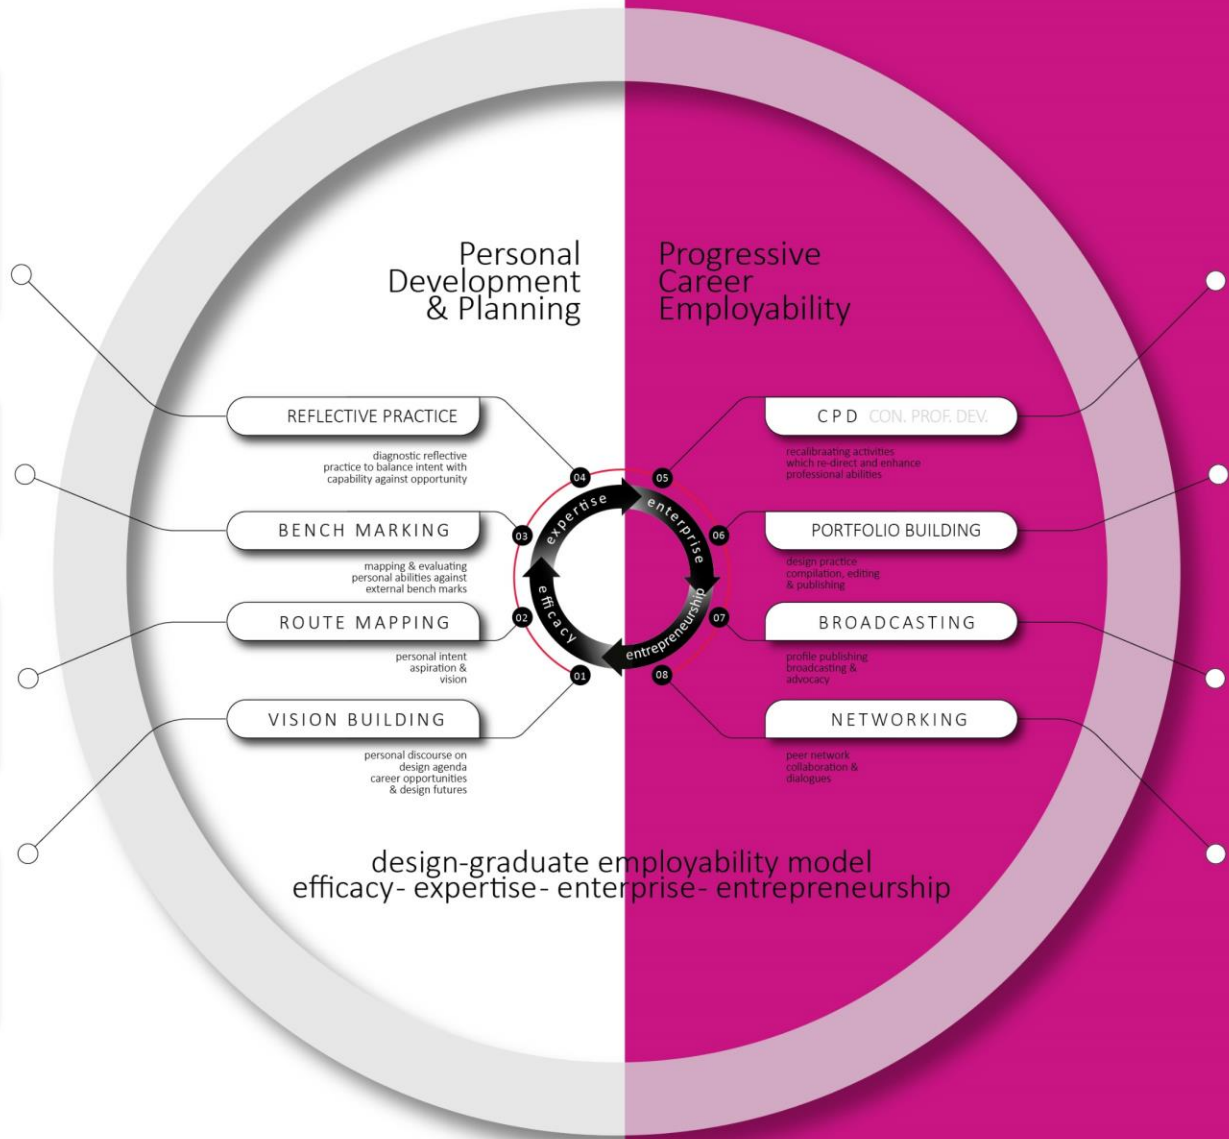 Personal
Development
& Planning
Progressive
Career
Employability
REFLECTIVE PRACTICE
diagnostic reflective
practice to balance intent with
capability against opportunity
BENCH MARKING
mapping & evaluating
personal abilities against
external bench marks
ROUTE MAPPING
personal intent
aspiration &
vision
VISION BUILDING
personal discourse on
design agenda
career opportunities
& design futures
04
03
02
01
expertise
efficacy
enterprise
entrepreneurship
05
06
07
08
CPD CON. PROF. DEV.
recalibraating activities
which re-direct and enhance
professional abilities
PORTFOLIO BUILDING
design practice
compilation, editing
& publishing
BROADCASTING
profile publishing
broadcasting &
advocacy
NETWORKING
peer network
collaboration &
dialogues
design-graduate employability model
efficacy- expertise- enterprise- entrepreneurship